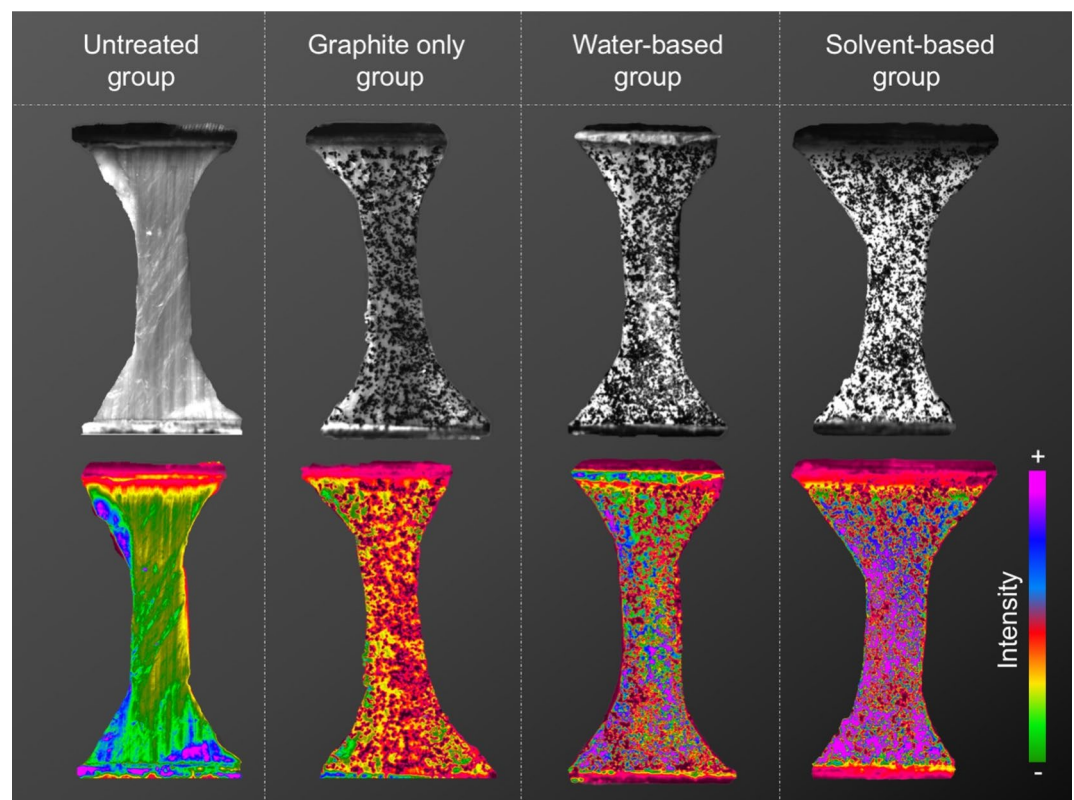 Untreated
group
Graphite only
group
Water-based
group
Solvent-based
group
+
Intensity
-